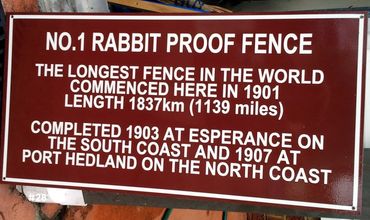 NO.1 RABBIT PROOF FENCE
THE LONGEST FENCE IN THE WORLD
COMMENCED HERE IN 1901
LENGTH 1837km (1139 miles)
COMPLETED 1903 AT ESPERANCE ON
THE SOUTH COAST AND 1907 AT
PORT HEDLAND ON THE NORTH COAST